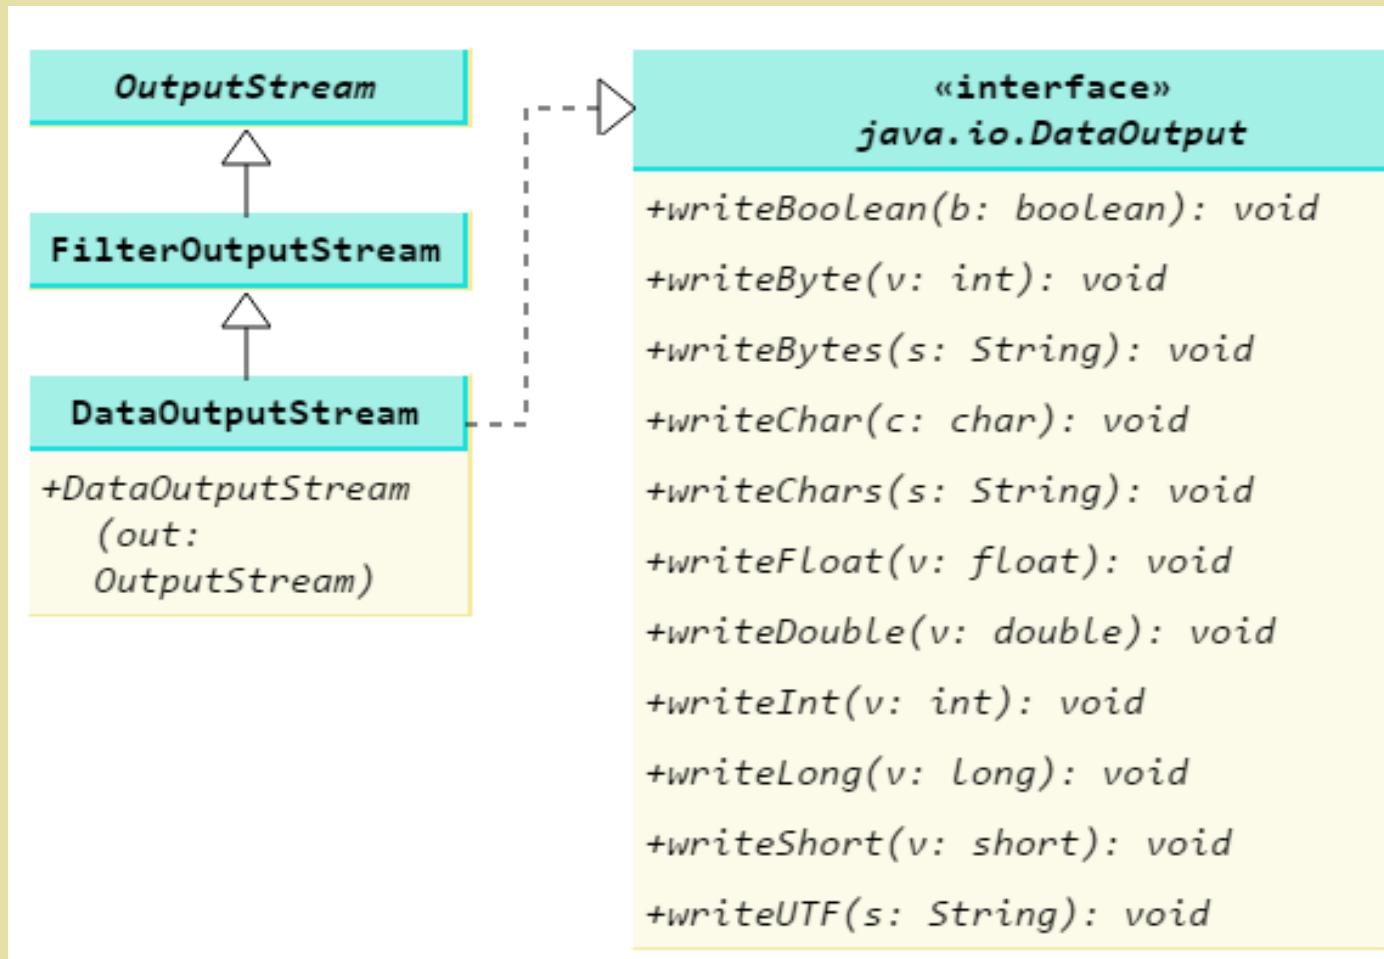 OutputStream
FilterOutputStream
DataOutputStream
+DataOutputStream
(out:
OutputStream)
«interface»
java.io.DataOutput
+writeBoolean(b: boolean): void
+writeByte(v: int): void
+writeBytes(s: String): void
+writeChar(c: char): void
+writeChars(s: String): void
+writeFloat(v: float): void
+writeDouble(v: double): void
+writeInt(v: int): void
+writeLong(v: long): void
+writeShort(v: short): void
+writeUTF(s: String): void